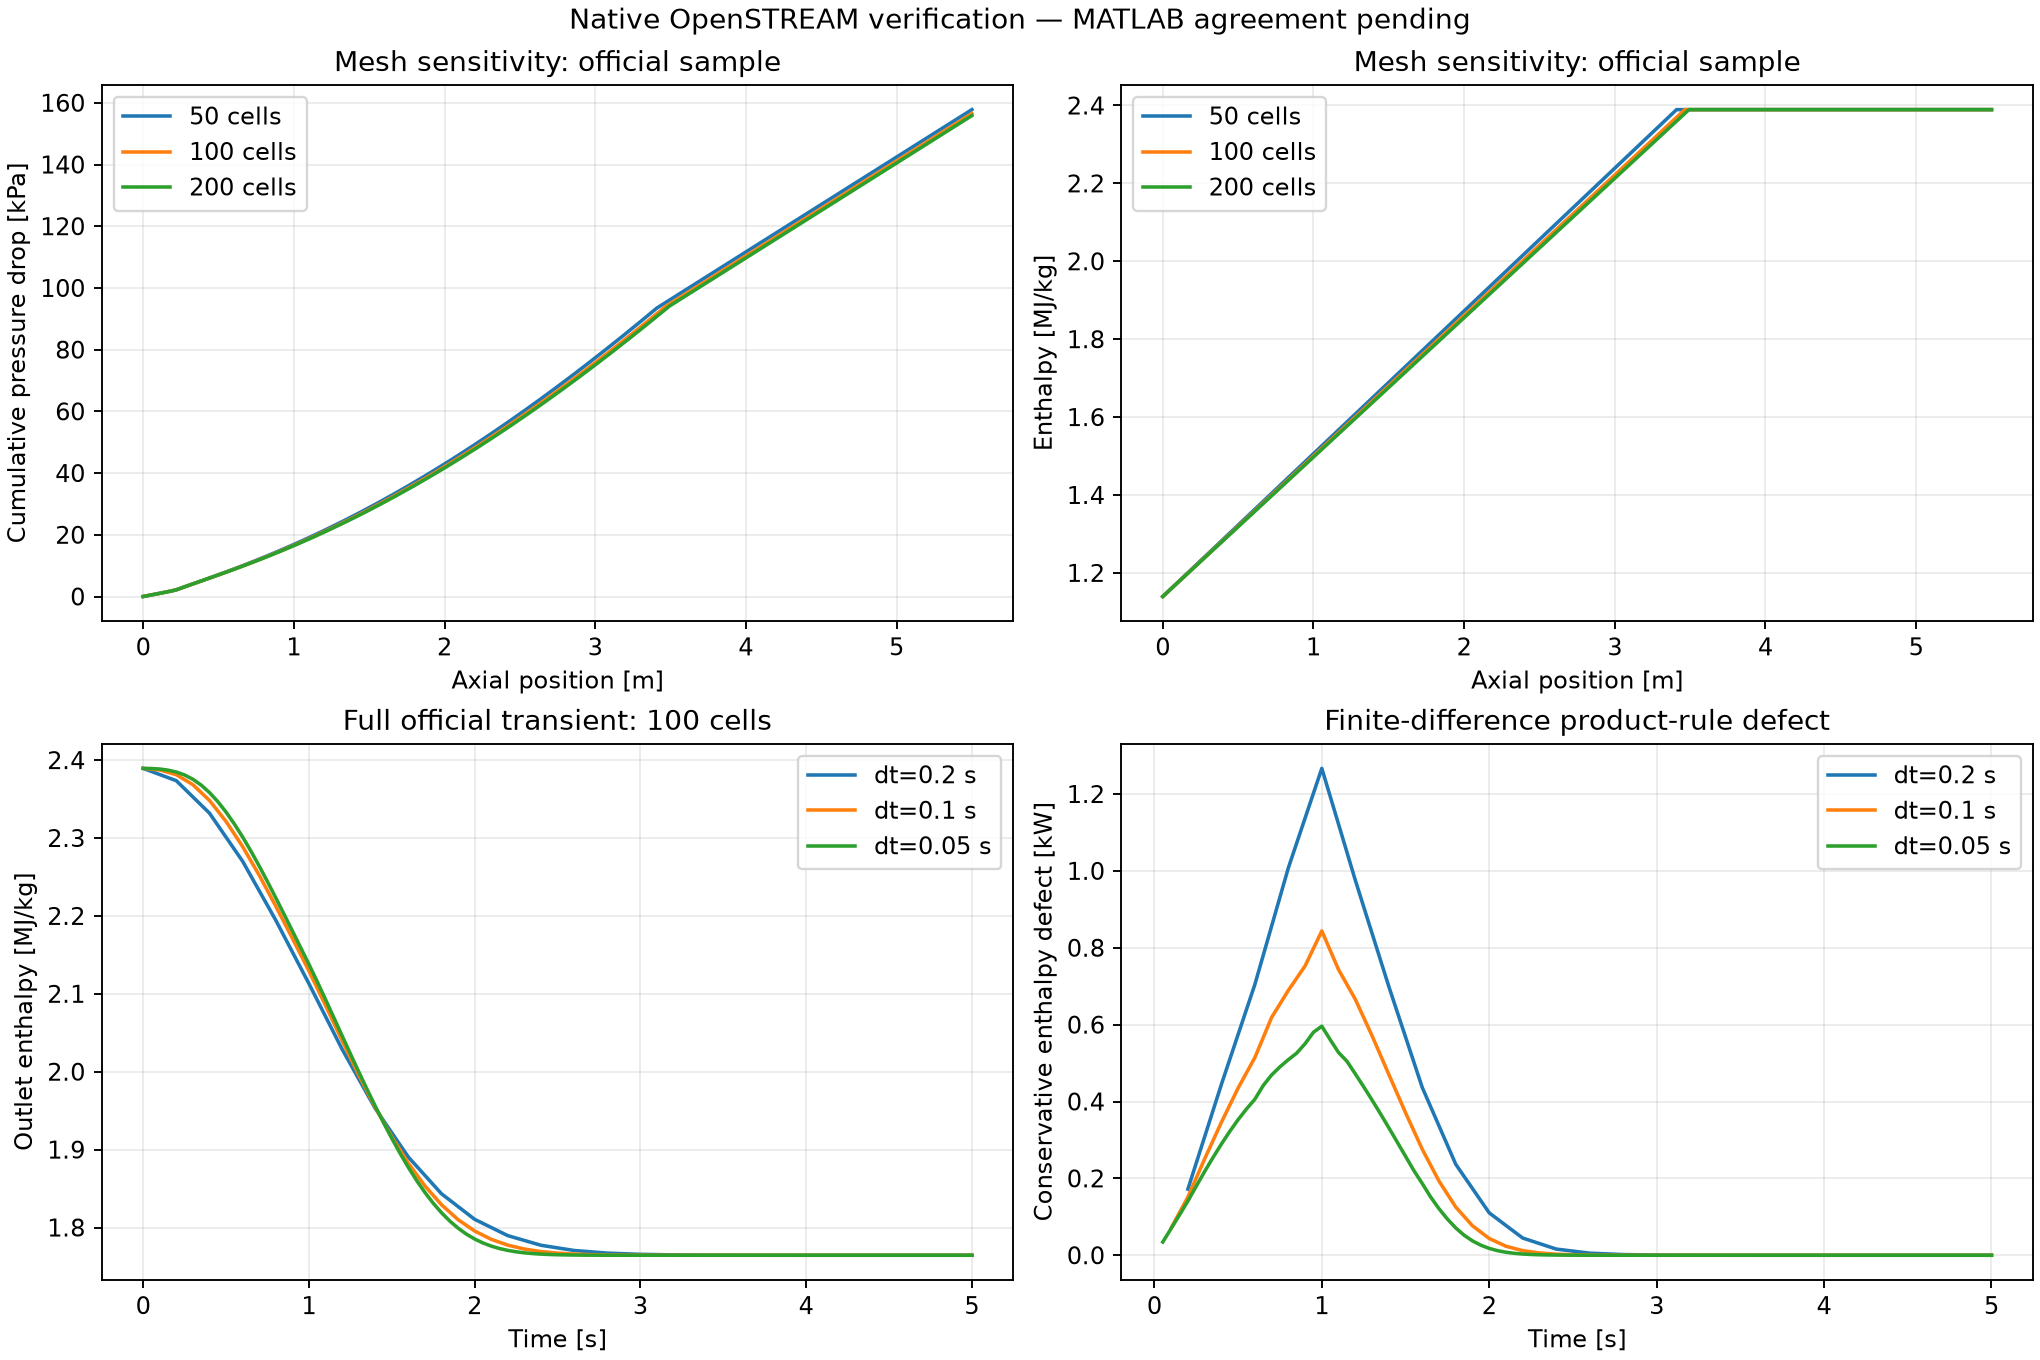 Native OpenSTREAM verification — MATLAB agreement pending
Mesh sensitivity: official sample
Cumulative pressure drop [kPa]
160
140
120
100
80
60
40
20
0
50 cells
100 cells
200 cells
0 1 2 3 4 5
Axial position [m]
Mesh sensitivity: official sample
Enthalpy [MJ/kg]
2.4
2.2
2.0
1.8
1.6
1.4
1.2
50 cells
100 cells
200 cells
0 1 2 3 4 5
Axial position [m]
Full official transient: 100 cells
Outlet enthalpy [MJ/kg]
2.4
2.3
2.2
2.1
2.0
1.9
1.8
dt=0.2 s
dt=0.1 s
dt=0.05 s
0 1 2 3 4 5
Time [s]
Finite-difference product-rule defect
Conservative enthalpy defect [kW]
1.2
1.0
0.8
0.6
0.4
0.2
0.0
dt=0.2 s
dt=0.1 s
dt=0.05 s
0 1 2 3 4 5
Time [s]